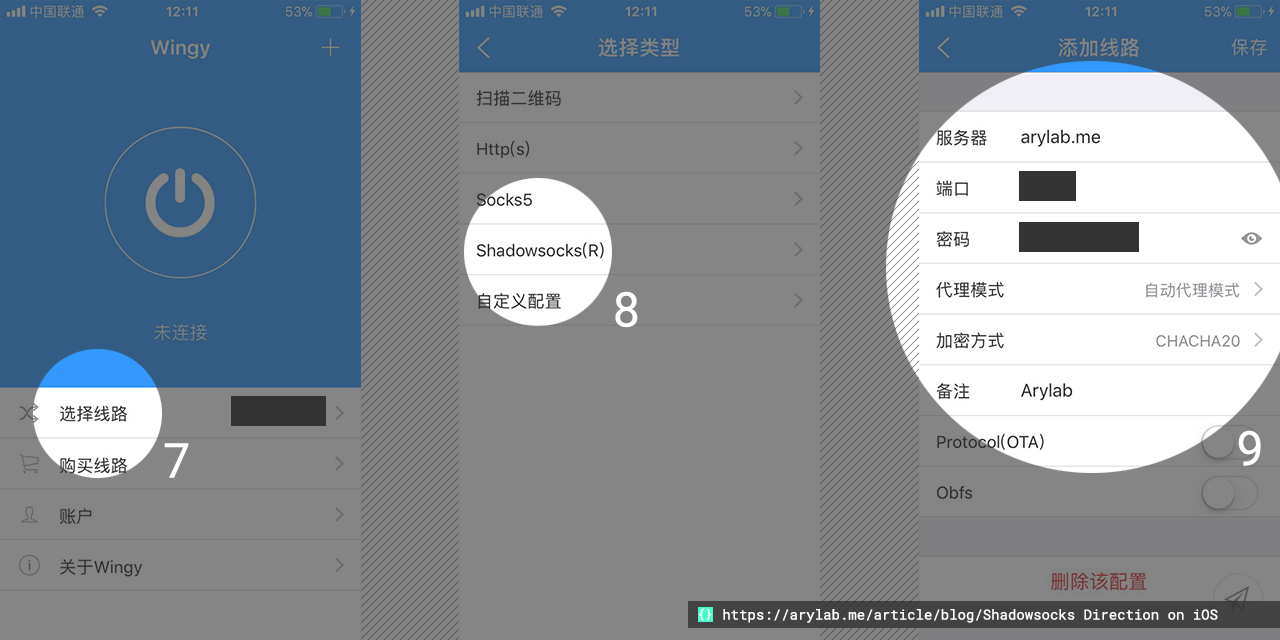 中国联通 12:11 53%
Wingy
未连接
选择线路
购买线路
账户
关于Wingy
7
中国联通 12:11 53%
选择类型
扫描二维码
Http(s)
Socks5
Shadowsocks(R)
自定义配置
8
中国联通 12:11 53%
添加线路 保存
服务器 arylab.me
端口
密码
代理模式 自动代理模式
加密方式 CHACHA20
备注 Arylab
Protocol(OTA)
Obfs
9
删除该配置
{} https://arylab.me/article/blog/Shadowsocks Direction on iOS